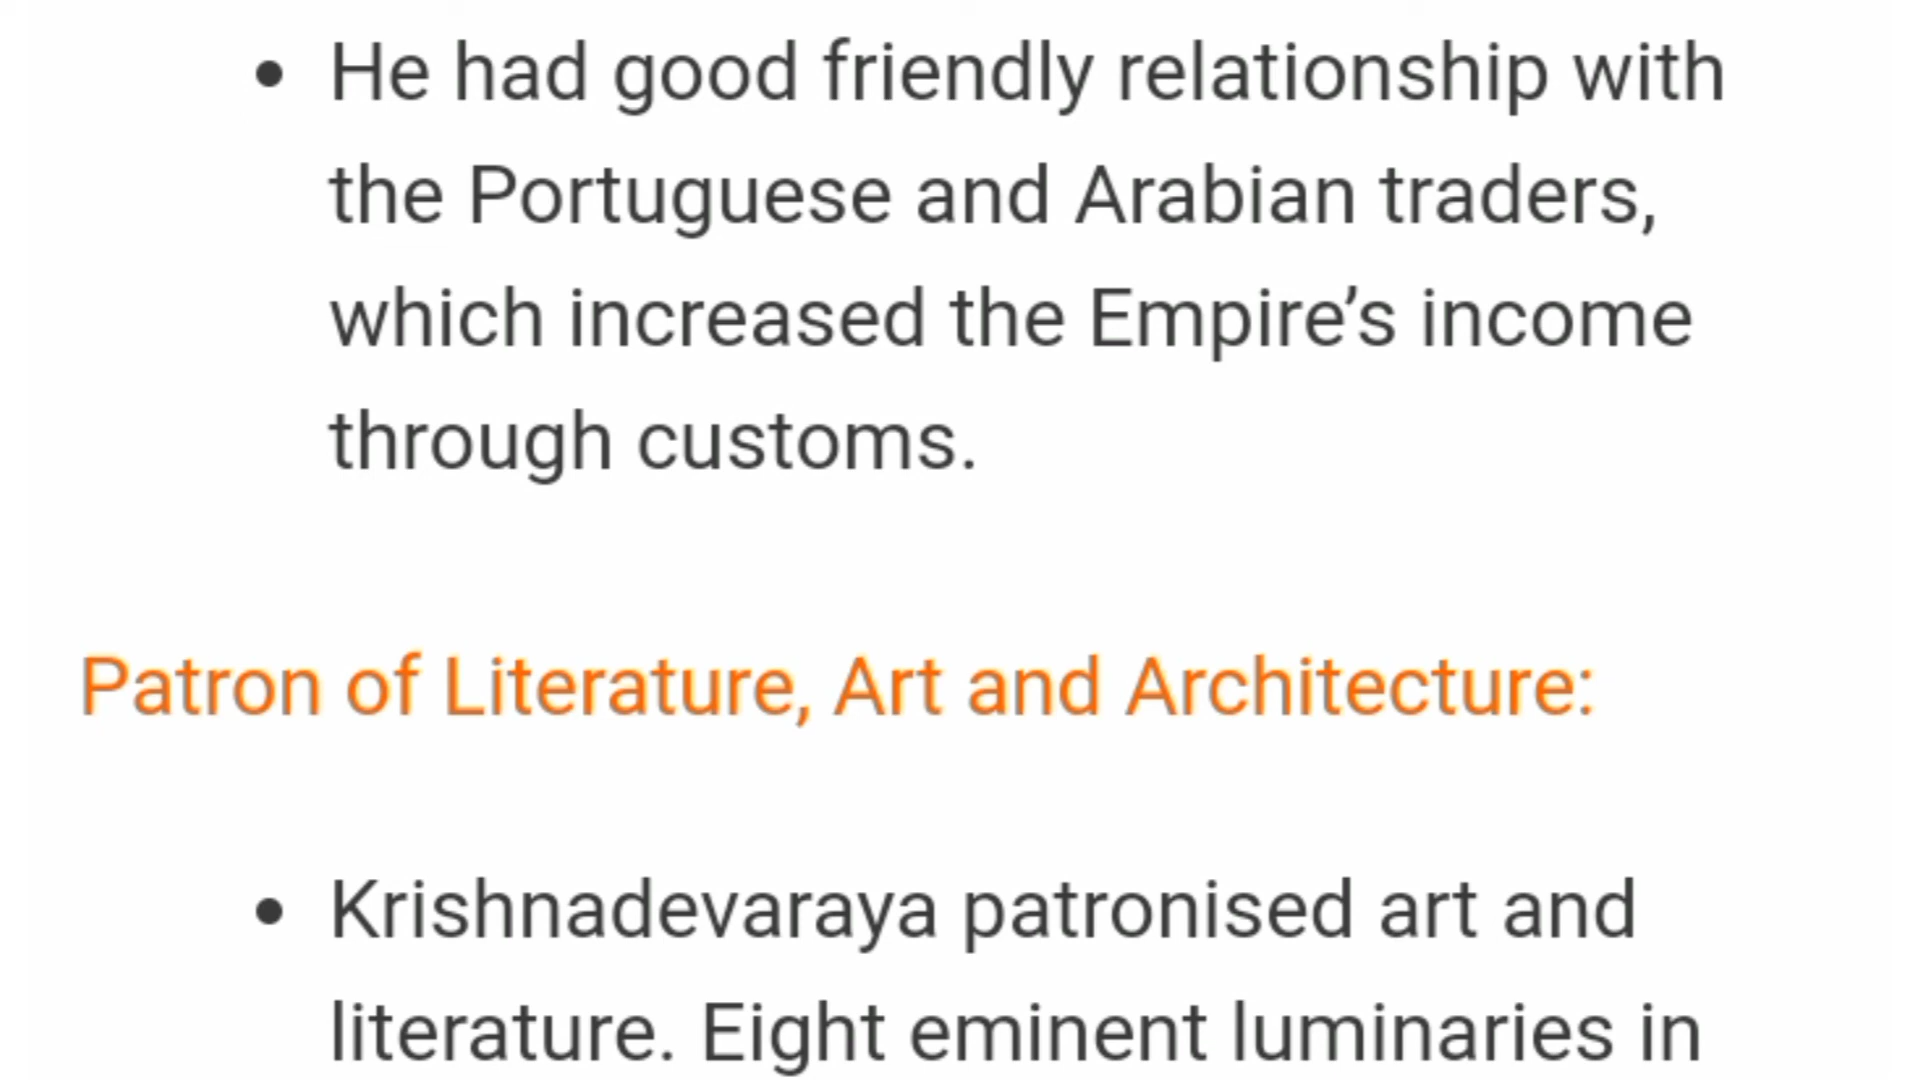 • He had good friendly relationship with
the Portuguese and Arabian traders,
which increased the Empire’s income
through customs.
Patron of Literature, Art and Architecture:
• Krishnadevaraya patronised art and
literature. Eight eminent luminaries in